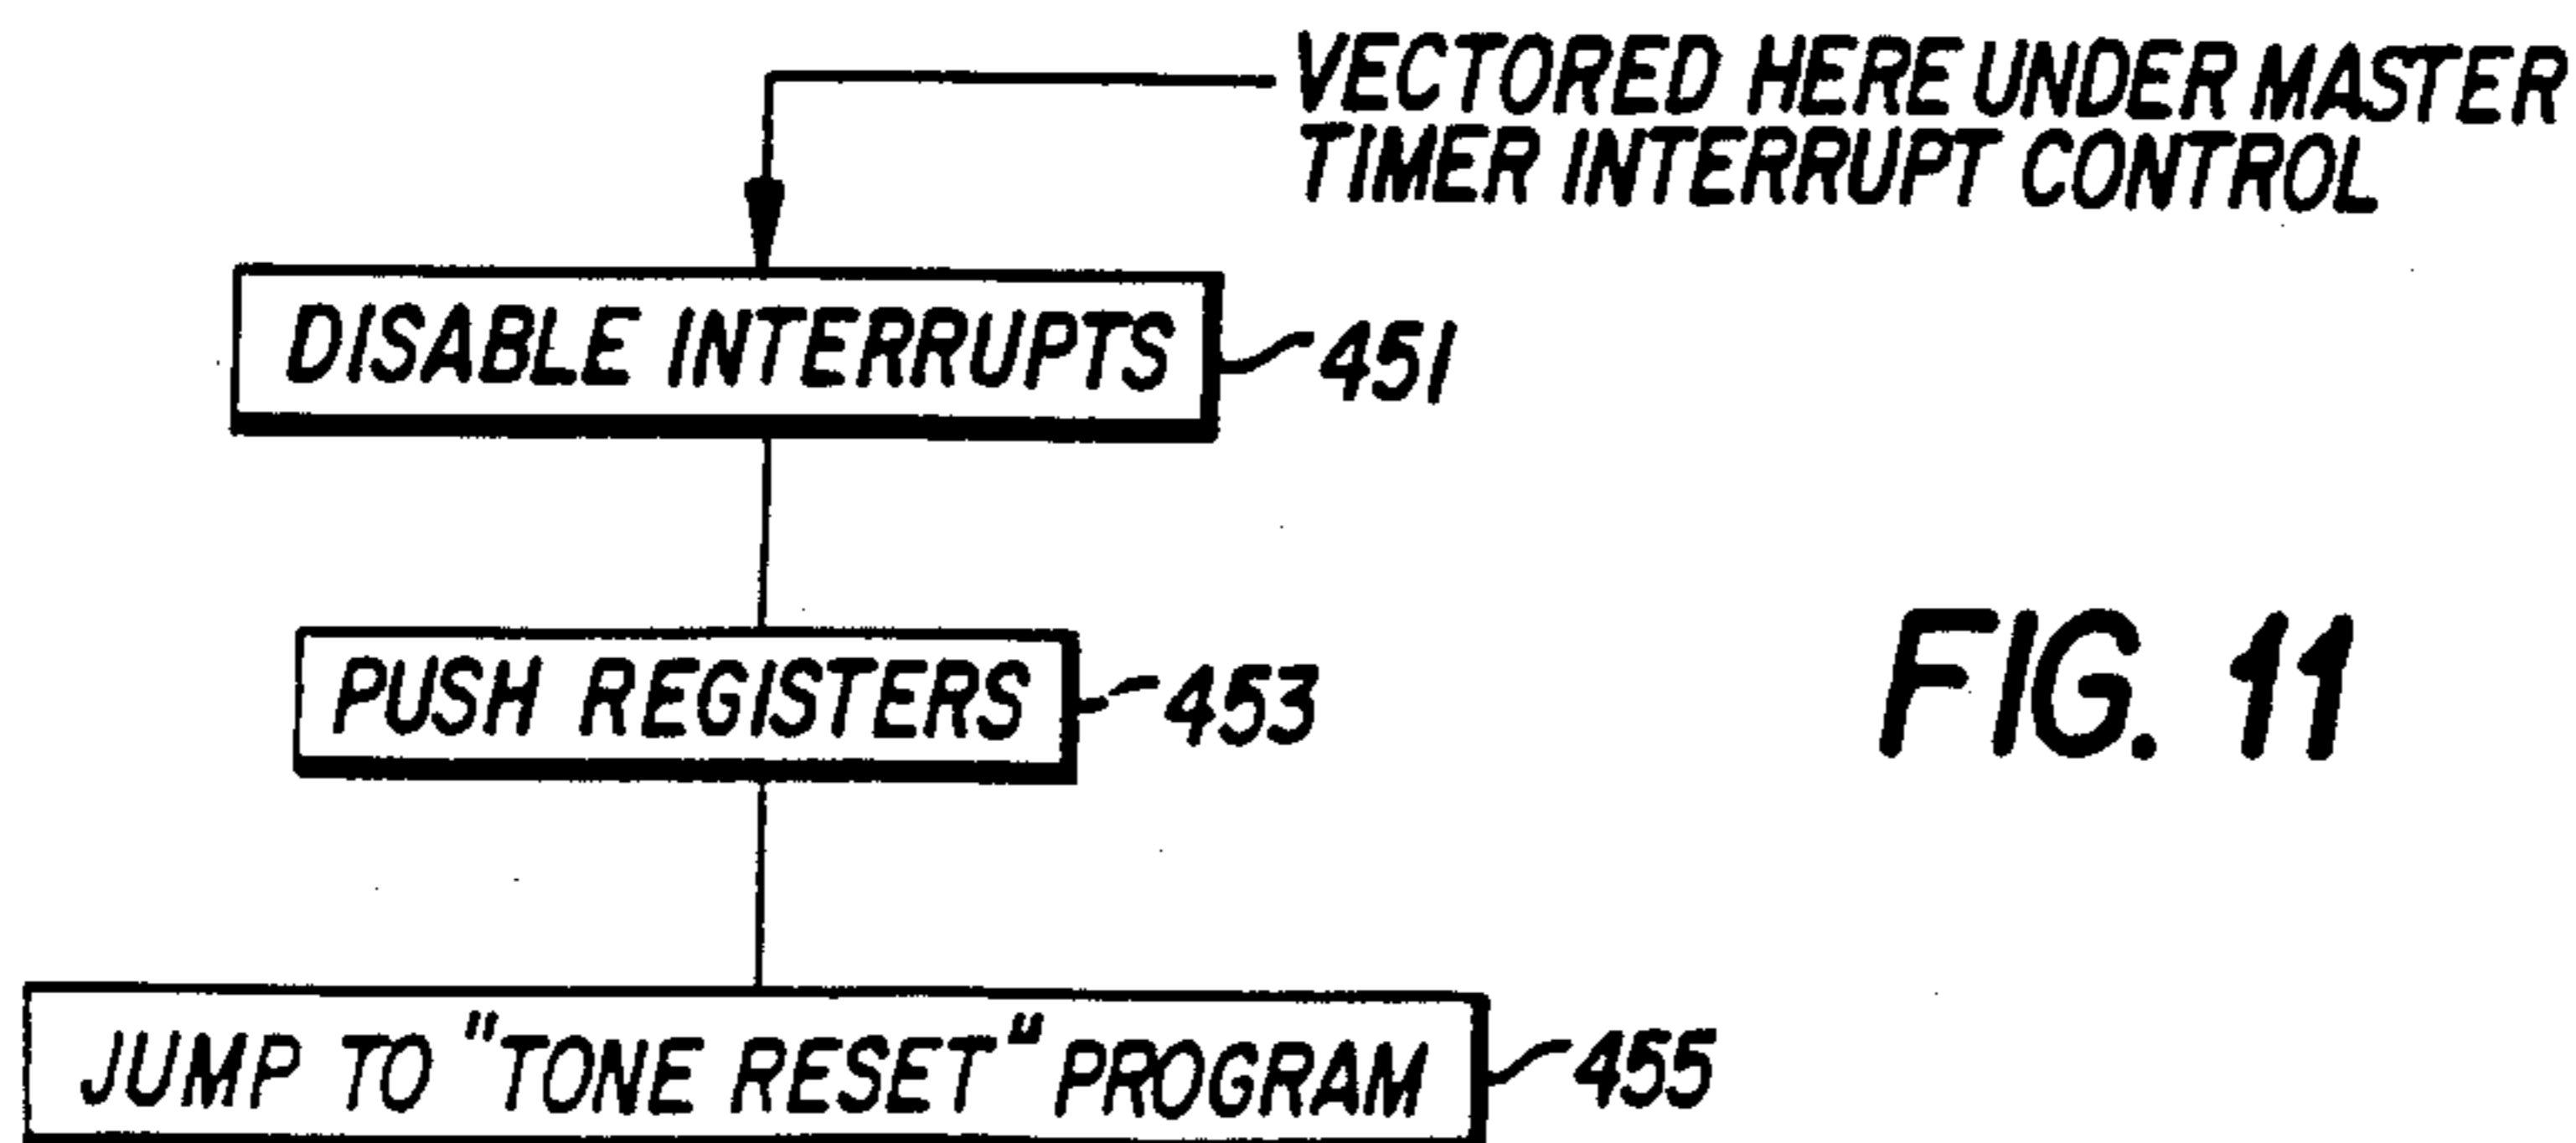 VECTORED HERE UNDER MASTER
TIMER INTERRUPT CONTROL
DISABLE INTERRUPTS 451
PUSH REGISTERS 453
FIG. 11
JUMP TO "TONE RESET" PROGRAM 455